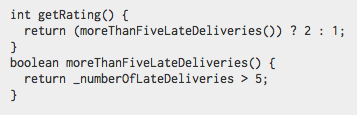 int getRating() {
  return (moreThanFiveLateDeliveries()) ? 2 : 1;
}
boolean moreThanFiveLateDeliveries() {
  return _numberOfLateDeliveries > 5;
}